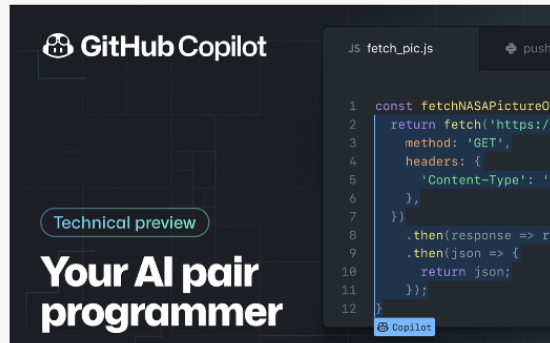 GitHub Copilot
Technical preview
Your AI pair
programmer
JS fetch_pic.js
push
1 const fetchNASAPictureO
2 return fetch('https:/
3 method: 'GET',
4 headers: {
5 'Content-Type': '
6 },
7 })
8 .then(response => r
9 .then(json => {
10 return json;
11 });
12 }
Copilot